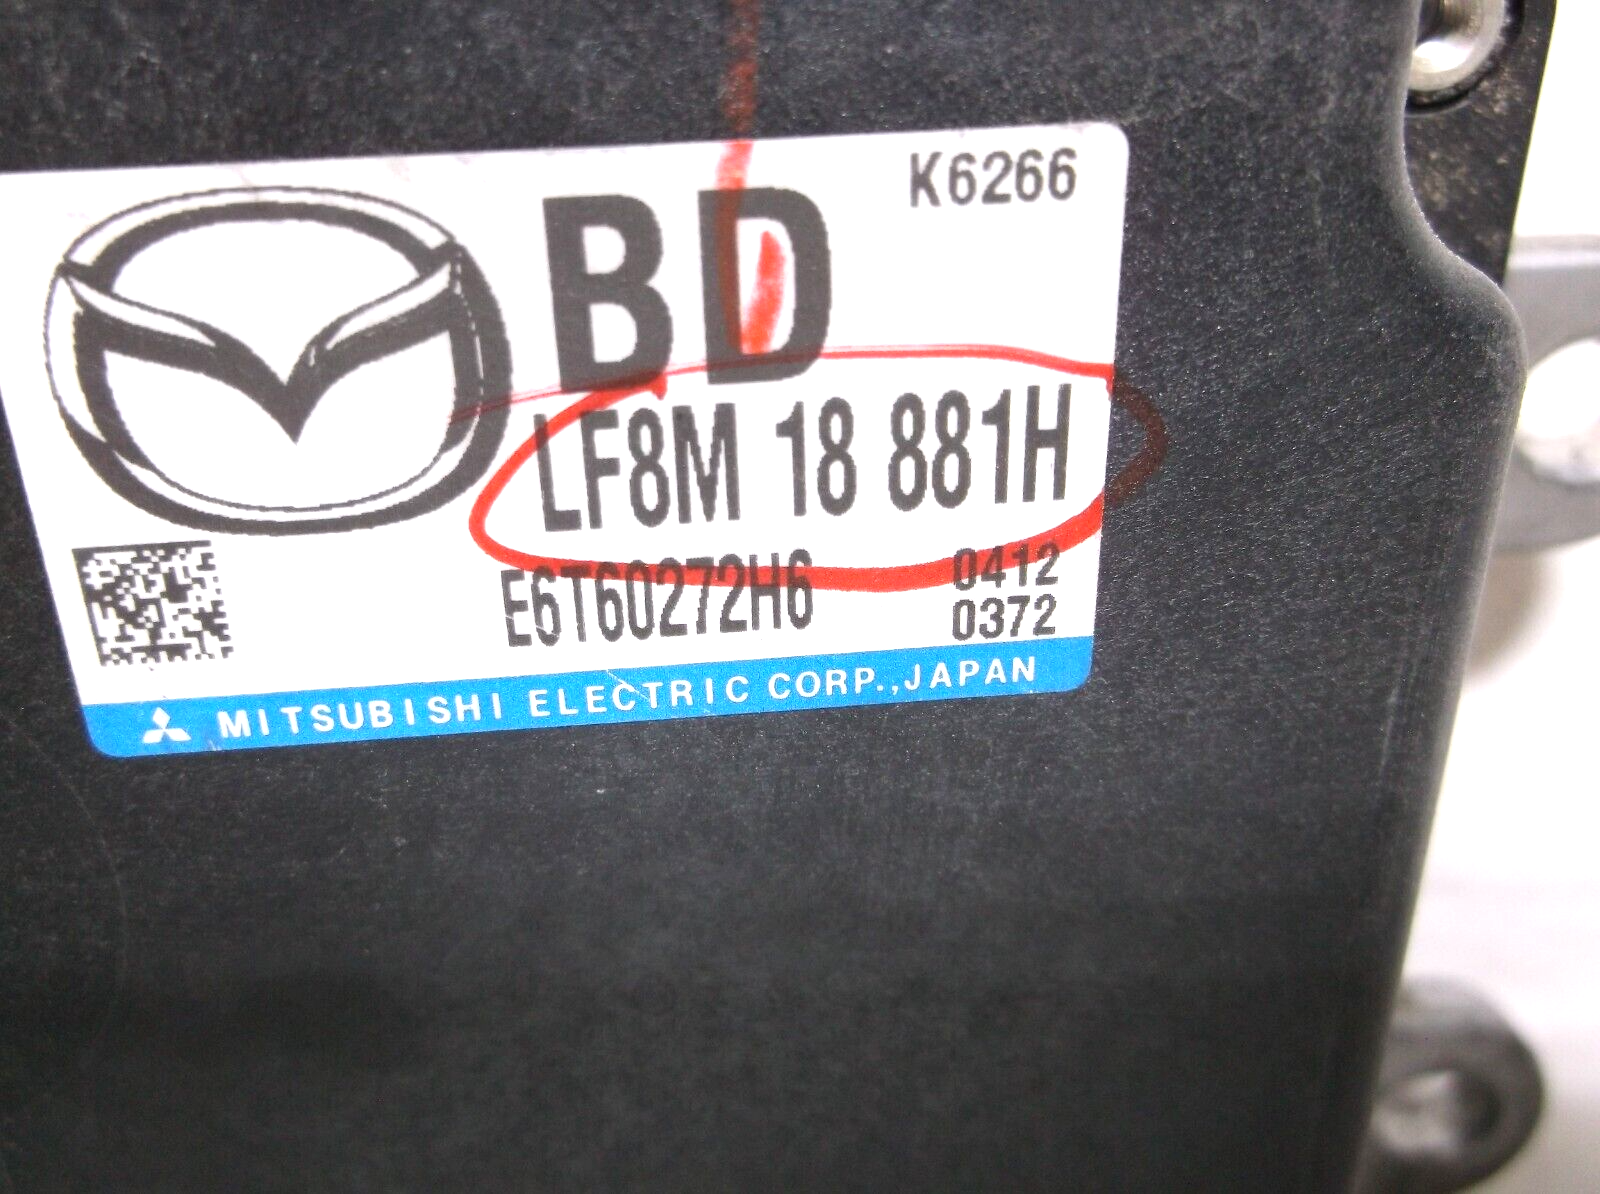 K6266
BD
LF8M 18 881H
E6T60272H6
0412
0372
MITSUBISHI ELECTRIC CORP.,JAPAN